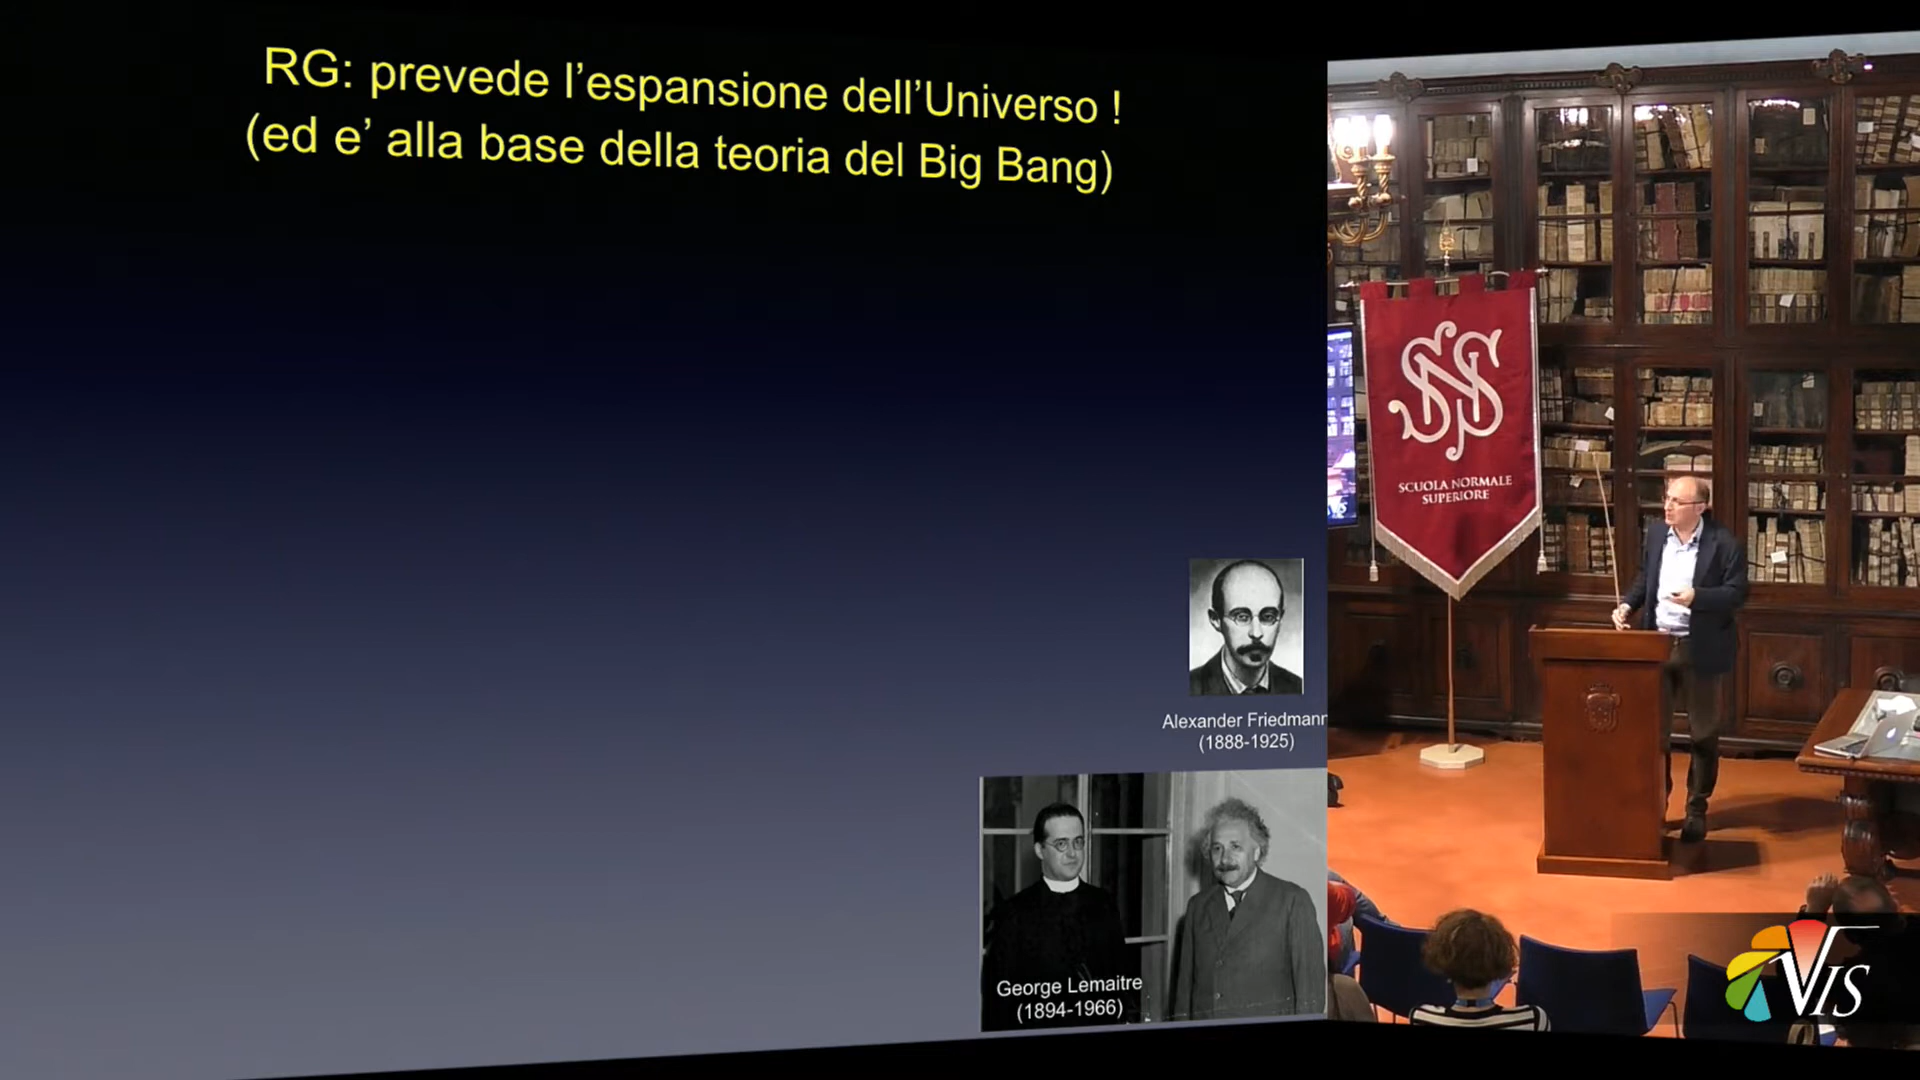 RG: prevede l'espansione dell'Universo !
(ed e' alla base della teoria del Big Bang)
Alexander Friedmann
(1888-1925)
George Lemaitre
(1894-1966)
SNS
SCUOLA NORMALE
SUPERIORE
VIS